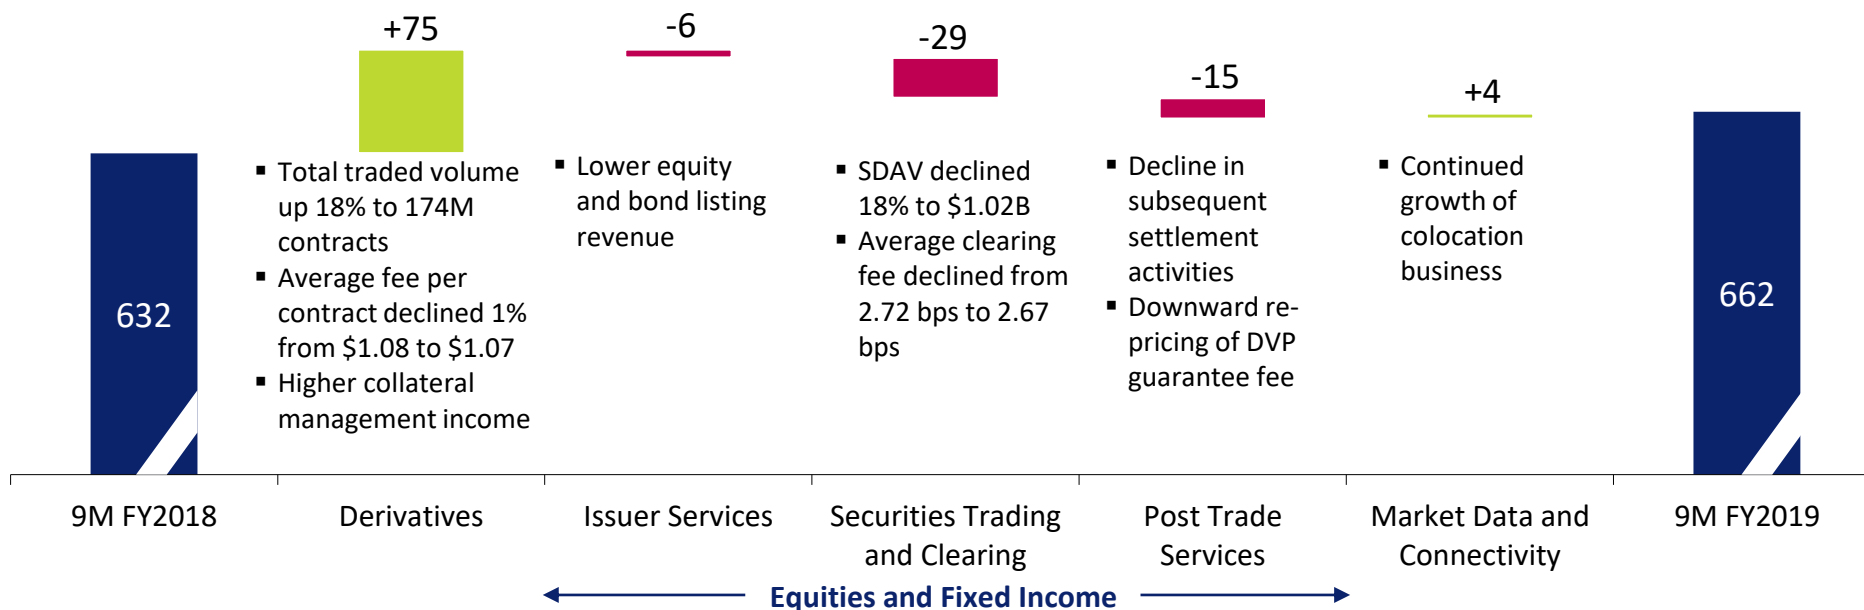 +75
-6
-29
-15
+4
632
▪ Total traded volume
up 18% to 174M
contracts
▪ Average fee per
contract declined 1%
from $1.08 to $1.07
▪ Higher collateral
management income
▪ Lower equity
and bond listing
revenue
▪ SDAV declined
18% to $1.02B
▪ Average clearing
fee declined from
2.72 bps to 2.67
bps
▪ Decline in
subsequent
settlement
activities
▪ Downward re-
pricing of DVP
guarantee fee
▪ Continued
growth of
colocation
business
662
9M FY2018
Derivatives
Issuer Services
Securities Trading
and Clearing
Post Trade
Services
Market Data and
Connectivity
9M FY2019
Equities and Fixed Income